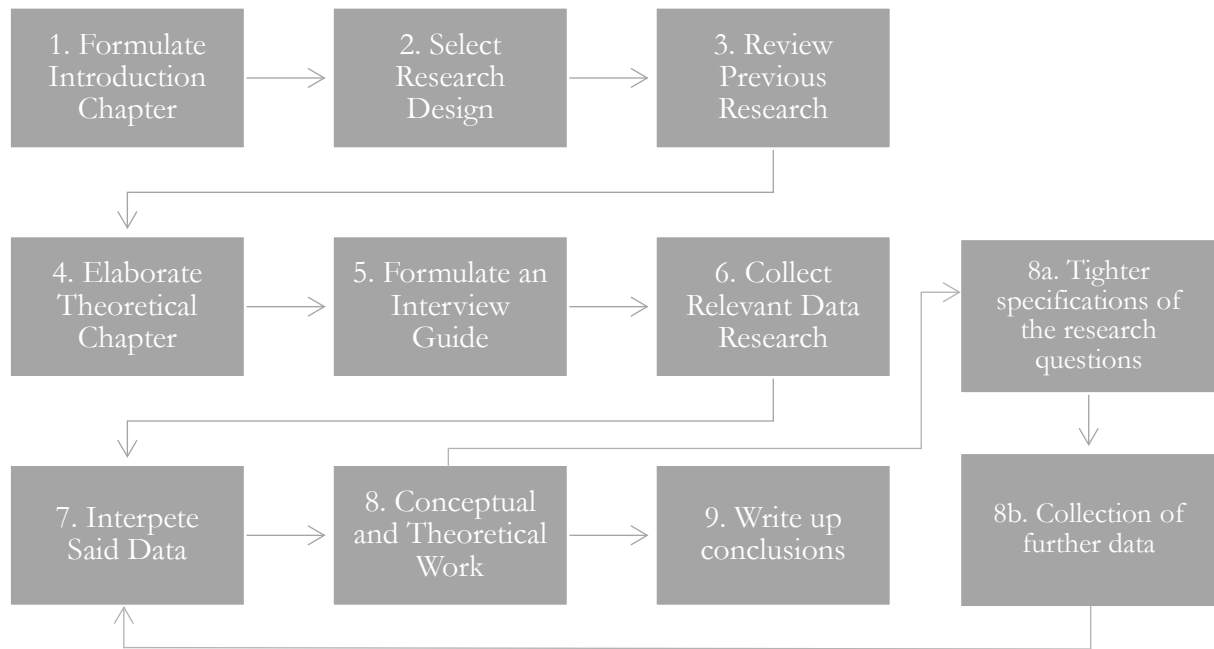 1. Formulate
Introduction
Chapter
2. Select
Research
Design
3. Review
Previous
Research
4. Elaborate
Theoretical
Chapter
5. Formulate an
Interview
Guide
6. Collect
Relevant Data
Research
8a. Tighter
specifications of
the research
questions
7. Interpete
Said Data
8. Conceptual
and Theoretical
Work
9. Write up
conclusions
8b. Collection of
further data